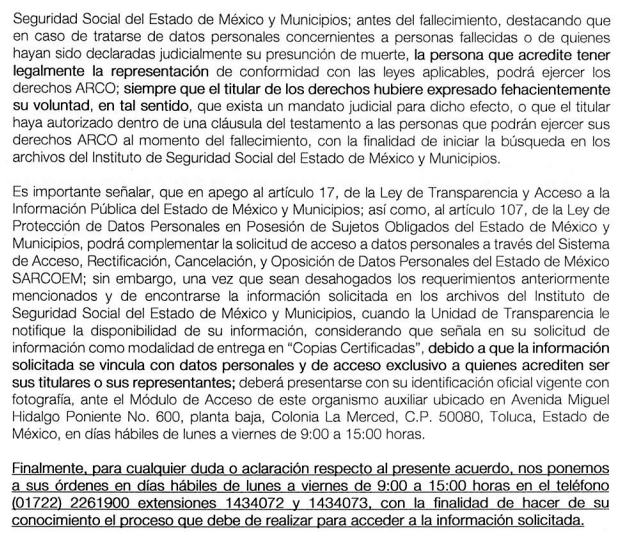 Seguridad Social del Estado de México y Municipios; antes del fallecimiento, destacando que
en caso de tratarse de datos personales concernientes a personas fallecidas o de quienes
hayan sido declaradas judicialmente su presunción de muerte, la persona que acredite tener
legalmente la representación de conformidad con las leyes aplicables, podrá ejercer los
derechos ARCO; siempre que el titular de los derechos hubiere expresado fehacientemente
su voluntad, en tal sentido, que exista un mandato judicial para dicho efecto, o que el titular
haya autorizado dentro de una cláusula del testamento a las personas que podrán ejercer sus
derechos ARCO al momento del fallecimiento, con la finalidad de iniciar la búsqueda en los
archivos del Instituto de Seguridad Social del Estado de México y Municipios.
Es importante señalar, que en apego al artículo 17, de la Ley de Transparencia y Acceso a la
Información Pública del Estado de México y Municipios; así como, al artículo 107, de la Ley de
Protección de Datos Personales en Posesión de Sujetos Obligados del Estado de México y
Municipios, podrá complementar la solicitud de acceso a datos personales a través del Sistema
de Acceso, Rectificación, Cancelación, y Oposición de Datos Personales del Estado de México
SARCOEM; sin embargo, una vez que sean desahogados los requerimientos anteriormente
mencionados y de encontrarse la información solicitada en los archivos del Instituto de
Seguridad Social del Estado de México y Municipios, cuando la Unidad de Transparencia le
notifique la disponibilidad de su información, considerando que señala en su solicitud de
información como modalidad de entrega en “Copias Certificadas”, debido a que la información
solicitada se vincula con datos personales y de acceso exclusivo a quienes acrediten ser
sus titulares o sus representantes; deberá presentarse con su identificación oficial vigente con
fotografía, ante el Módulo de Acceso de este organismo auxiliar ubicado en Avenida Miguel
Hidalgo Poniente No. 600, planta baja, Colonia La Merced, C.P. 50080, Toluca, Estado de
México, en días hábiles de lunes a viernes de 9:00 a 15:00 horas.
Finalmente, para cualquier duda o aclaración respecto al presente acuerdo, nos ponemos
a sus órdenes en días hábiles de lunes a viernes de 9:00 a 15:00 horas en el teléfono
(01722) 2261900 extensiones 1434072 y 1434073, con la finalidad de hacer de su
conocimiento el proceso que debe de realizar para acceder a la información solicitada.